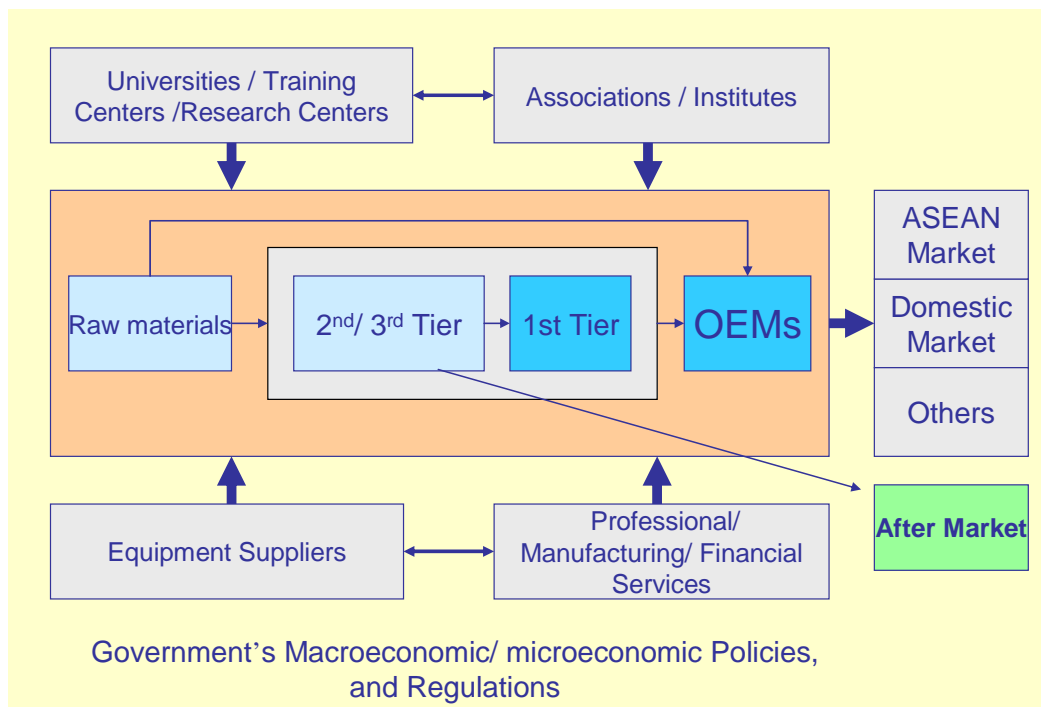 Universities / Training
Centers /Research Centers
Associations / Institutes
ASEAN
Market
Domestic
Market
Others
Raw materials
2nd/ 3rd Tier
1st Tier
OEMs
After Market
Equipment Suppliers
Professional/
Manufacturing/ Financial
Services
Government’s Macroeconomic/ microeconomic Policies,
and Regulations